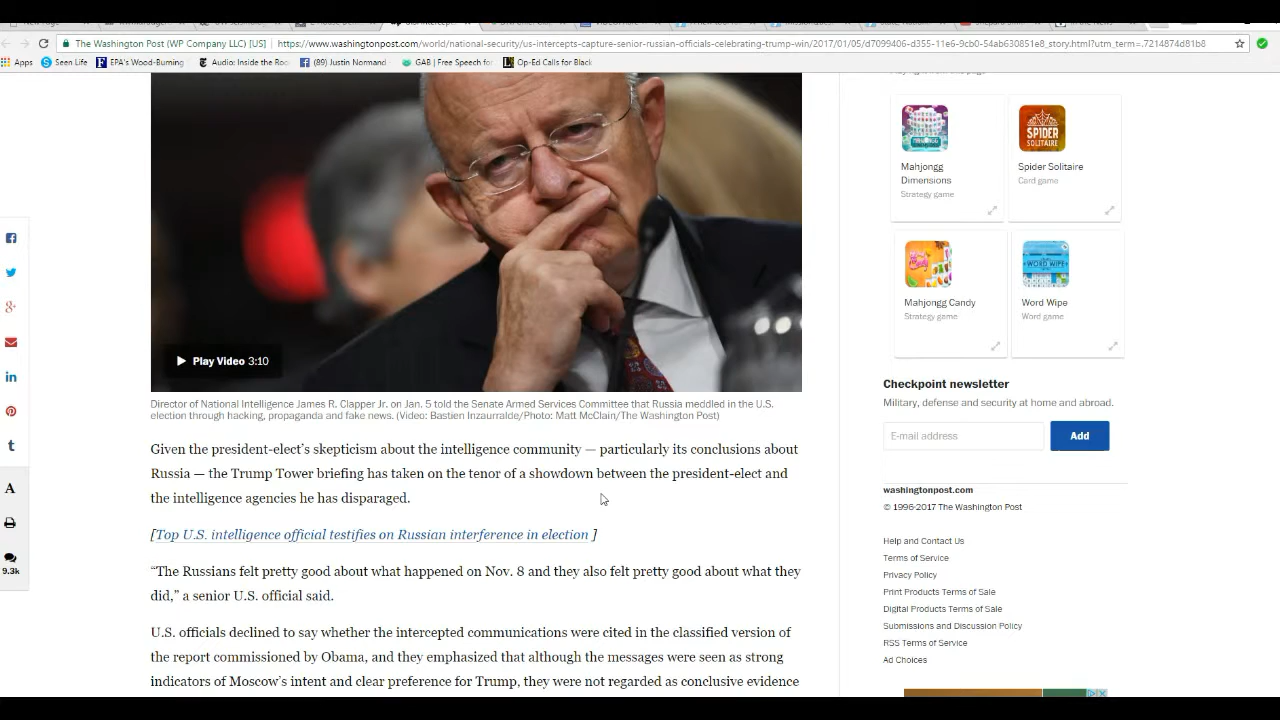 The Washington Post (WP Company LLC) [US]
https://www.washingtonpost.com/world/national-security/us-intercepts-capture-senior-russian-officials-celebrating-trump-win/2017/01/05/d7099406-d355-11e6-9cb0-54ab630851e8_story.html?utm_term=.7214874d81b8
Apps
Seen Life
EPA's Wood-Burning
Audio: Inside the Roo
(89) Justin Normand
GAB | Free Speech fo
Op-Ed Calls for Black
Mahjongg
Dimensions
Strategy game
SPIDER
SOLITAIRE
Spider Solitaire
Card game
Mahjongg Candy
Strategy game
WORD WIPE
Word Wipe
Word game
Play Video 3:10
Director of National Intelligence James R. Clapper Jr. on Jan. 5 told the Senate Armed Services Committee that Russia meddled in the U.S.
election through hacking, propaganda and fake news. (Video: Bastien Inzaurralde/Photo: Matt McClain/The Washington Post)
Given the president-elect’s skepticism about the intelligence community — particularly its conclusions about
Russia — the Trump Tower briefing has taken on the tenor of a showdown between the president-elect and
the intelligence agencies he has disparaged.
[Top U.S. intelligence official testifies on Russian interference in election ]
“The Russians felt pretty good about what happened on Nov. 8 and they also felt pretty good about what they
did,” a senior U.S. official said.
U.S. officials declined to say whether the intercepted communications were cited in the classified version of
the report commissioned by Obama, and they emphasized that although the messages were seen as strong
indicators of Moscow’s intent and clear preference for Trump, they were not regarded as conclusive evidence
A
9.3k
Checkpoint newsletter
Military, defense and security at home and abroad.
E-mail address
Add
washingtonpost.com
© 1996-2017 The Washington Post
Help and Contact Us
Terms of Service
Privacy Policy
Print Products Terms of Sale
Digital Products Terms of Sale
Submissions and Discussion Policy
RSS Terms of Service
Ad Choices